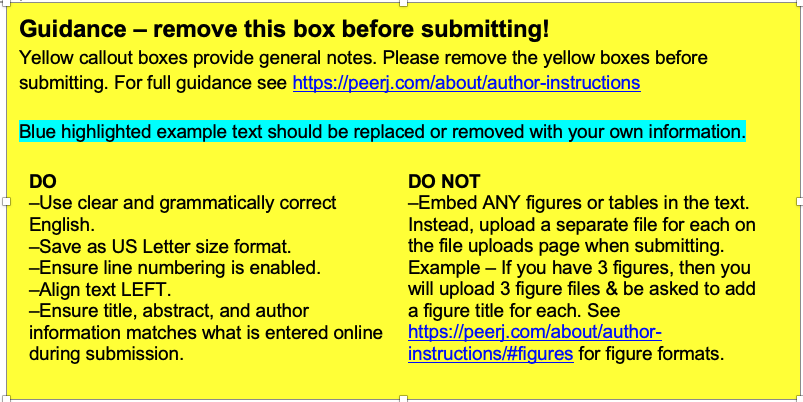 Guidance – remove this box before submitting!
Yellow callout boxes provide general notes. Please remove the yellow boxes before
submitting. For full guidance see https://peerj.com/about/author-instructions
Blue highlighted example text should be replaced or removed with your own information.
DO
–Use clear and grammatically correct
English.
–Save as US Letter size format.
–Ensure line numbering is enabled.
–Align text LEFT.
–Ensure title, abstract, and author
information matches what is entered online
during submission.
DO NOT
–Embed ANY figures or tables in the text.
Instead, upload a separate file for each on
the file uploads page when submitting.
Example – If you have 3 figures, then you
will upload 3 figure files & be asked to add
a figure title for each. See
https://peerj.com/about/author-
instructions/#figures for figure formats.